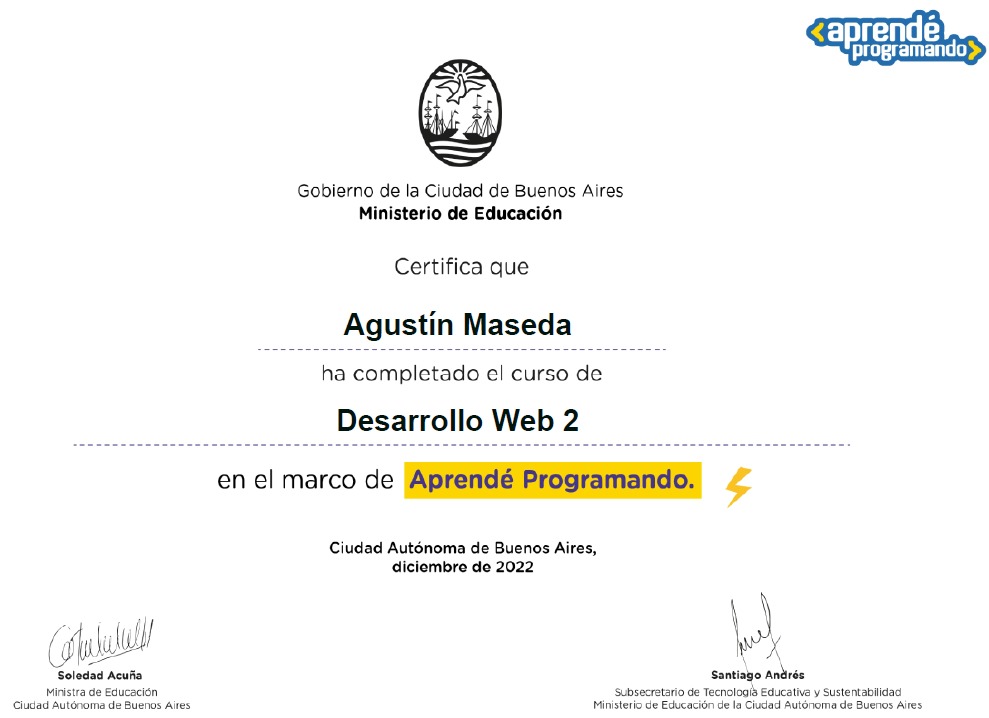 <aprendé
programando>
Gobierno de la Ciudad de Buenos Aires
Ministerio de Educación
Certifica que
Agustín Maseda
ha completado el curso de
Desarrollo Web 2
en el marco de Aprendé Programando.
Ciudad Autónoma de Buenos Aires,
diciembre de 2022
Soledad Acuña
Ministra de Educación
Ciudad Autónoma de Buenos Aires
Santiago Andrés
Subsecretario de Tecnología Educativa y Sustentabilidad
Ministerio de Educación de la Ciudad Autónoma de Buenos Aires